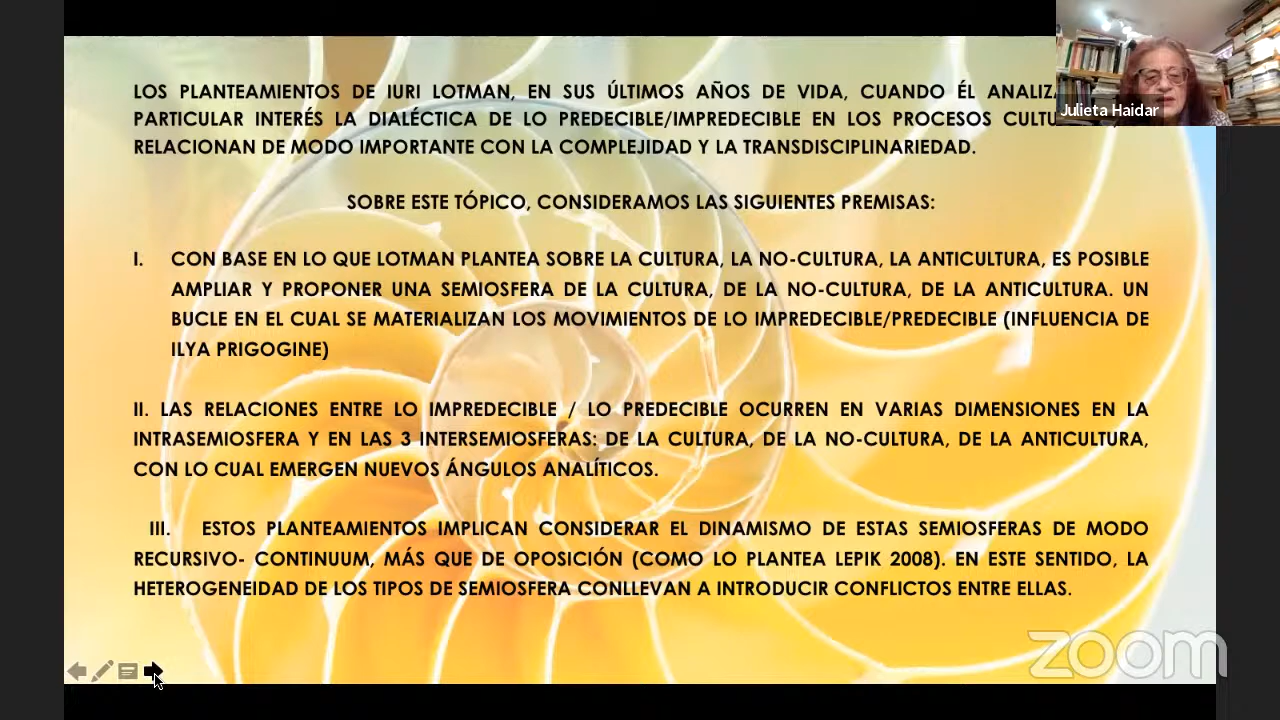 LOS PLANTEAMIENTOS DE IURI LOTMAN, EN SUS ÚLTIMOS AÑOS DE VIDA, CUANDO ÉL
PARTICULAR INTERÉS LA DIALÉCTICA DE LO PREDECIBLE/IMPREDECIBLE EN LOS PROCESOS
RELACIONAN DE MODO IMPORTANTE CON LA COMPLEJIDAD Y LA TRANSDISCIPLINARIEDAD.
SOBRE ESTE TÓPICO, CONSIDERAMOS LAS SIGUIENTES PREMISAS:
I. CON BASE EN LO QUE LOTMAN PLANTEA SOBRE LA CULTURA, LA NO-CULTURA, LA ANTICULTURA, ES POSIBLE
AMPLIAR Y PROPONER UNA SEMIOSFERA DE LA CULTURA, DE LA NO-CULTURA, DE LA ANTICULTURA. UN
BUCLE EN EL CUAL SE MATERIALIZAN LOS MOVIMIENTOS DE LO IMPREDECIBLE/PREDECIBLE (INFLUENCIA DE
ILYA PRIGOGINE)
II. LAS RELACIONES ENTRE LO IMPREDECIBLE / LO PREDECIBLE OCURREN EN VARIAS DIMENSIONES EN LA
INTRASEMIOSFERA Y EN LAS 3 INTERSEMIOSFERAS: DE LA CULTURA, DE LA NO-CULTURA, DE LA ANTICULTURA,
CON LO CUAL EMERGEN NUEVOS ÁNGULOS ANALÍTICOS.
III. ESTOS PLANTEAMIENTOS IMPLICAN CONSIDERAR EL DINAMISMO DE ESTAS SEMIOSFERAS DE MODO
RECURSIVO- CONTINUUM, MÁS QUE DE OPOSICIÓN (COMO LO PLANTEA LEPIK 2008). EN ESTE SENTIDO, LA
HETEROGENEIDAD DE LOS TIPOS DE SEMIOSFERA CONLLEVAN A INTRODUCIR CONFLICTOS ENTRE ELLAS.
Julieta Haidar
zoom